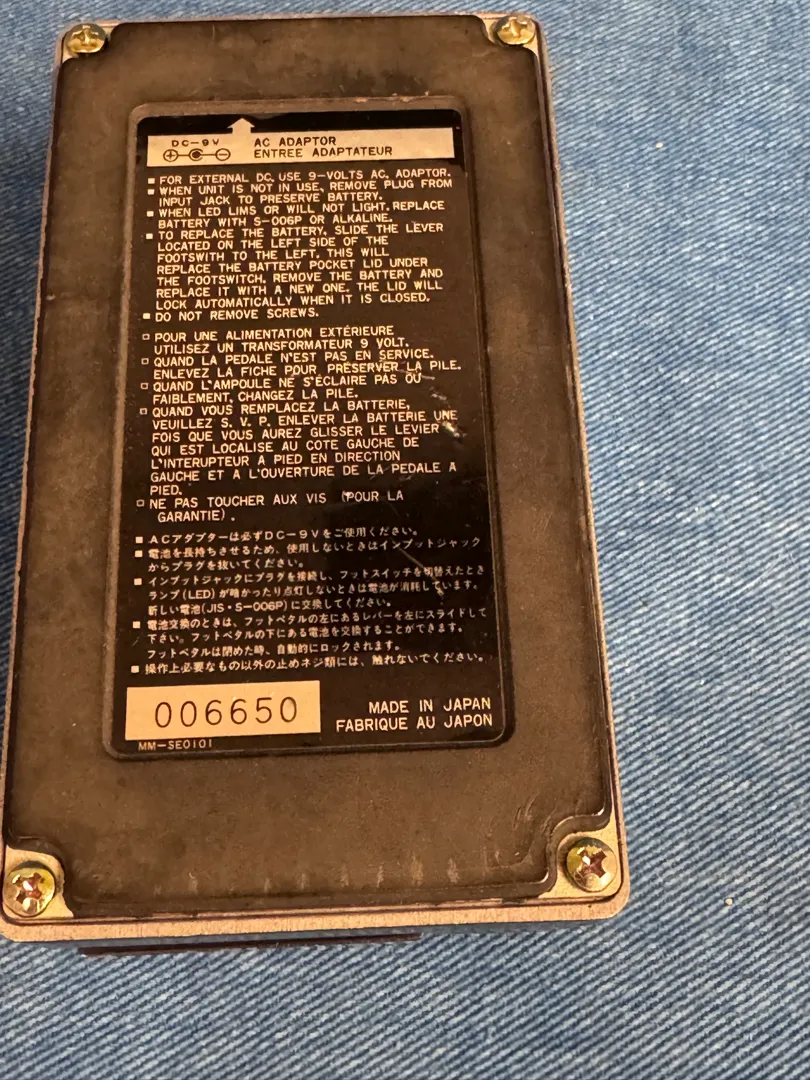 DC-9V
AC ADAPTOR
ENTREE ADAPTATEUR
■ FOR EXTERNAL DC, USE 9-VOLTS AC, ADAPTOR.
■ WHEN UNIT IS NOT IN USE, REMOVE PLUG FROM
INPUT JACK TO PRESERVE BATTERY.
■ WHEN LED LIMS OR WILL NOT LIGHT, REPLACE
BATTERY WITH S-006P OR ALKALINE.
■ TO REPLACE THE BATTERY, SLIDE THE LEVER
LOCATED ON THE LEFT SIDE OF THE
FOOTSWITH TO THE LEFT, THIS WILL
REPLACE THE BATTERY POCKET LID UNDER
THE FOOTSWITCH. REMOVE THE BATTERY AND
REPLACE IT WITH A NEW ONE. THE LID WILL
LOCK AUTOMATICALLY WHEN IT IS CLOSED.
■ DO NOT REMOVE SCREWS.
□ POUR UNE ALIMENTATION EXTÉRIEURE
UTILISEZ UN TRANSFORMATEUR 9 VOLT.
□ QUAND LA PEDALE N'EST PAS EN SERVICE.
ENLEVEZ LA FICHE POUR PRÉSERVER LA PILE.
□ QUAND L'AMPOULE NE S'ÉCLAIRE PAS OU
FAIBLEMENT, CHANGEZ LA PILE.
□ QUAND VOUS REMPLACEZ LA BATTERIE,
VEUILLEZ S. V. P. ENLEVER LA BATTERIE UNE
FOIS QUE VOUS AUREZ GLISSER LE LEVIER
QUI EST LOCALISE AU COTE GAUCHE DE
L'INTERUPTEUR A PIED EN DIRECTION
GAUCHE ET A L'OUVERTURE DE LA PEDALE A
PIED.
□ NE PAS TOUCHER AUX VIS (POUR LA
GARANTIE).
■ ACアダプターは必ずDC-9Vをご使用ください。
■ 電池を長持ちさせるため、使用しないときはインプットジャック
からプラグを抜いてください。
■ インプットジャックにプラグを接続し、フットスイッチを切替えたとき
ランプ(LED)が暗かったり点灯しないときは電池が消耗しています。
新しい電池(JIS・S-006P)に交換してください。
■ 電池交換のときは、フットペタルの左にあるレバーを左にスライドして
下さい。フットペタルの下にある電池を交換することができます。
フットペタルは閉めた時、自動的にロックされます。
■ 操作上必要なもの以外の止めネジ類には、触れないでください。
006650
MADE IN JAPAN
FABRIQUE AU JAPON
MM-SE0101